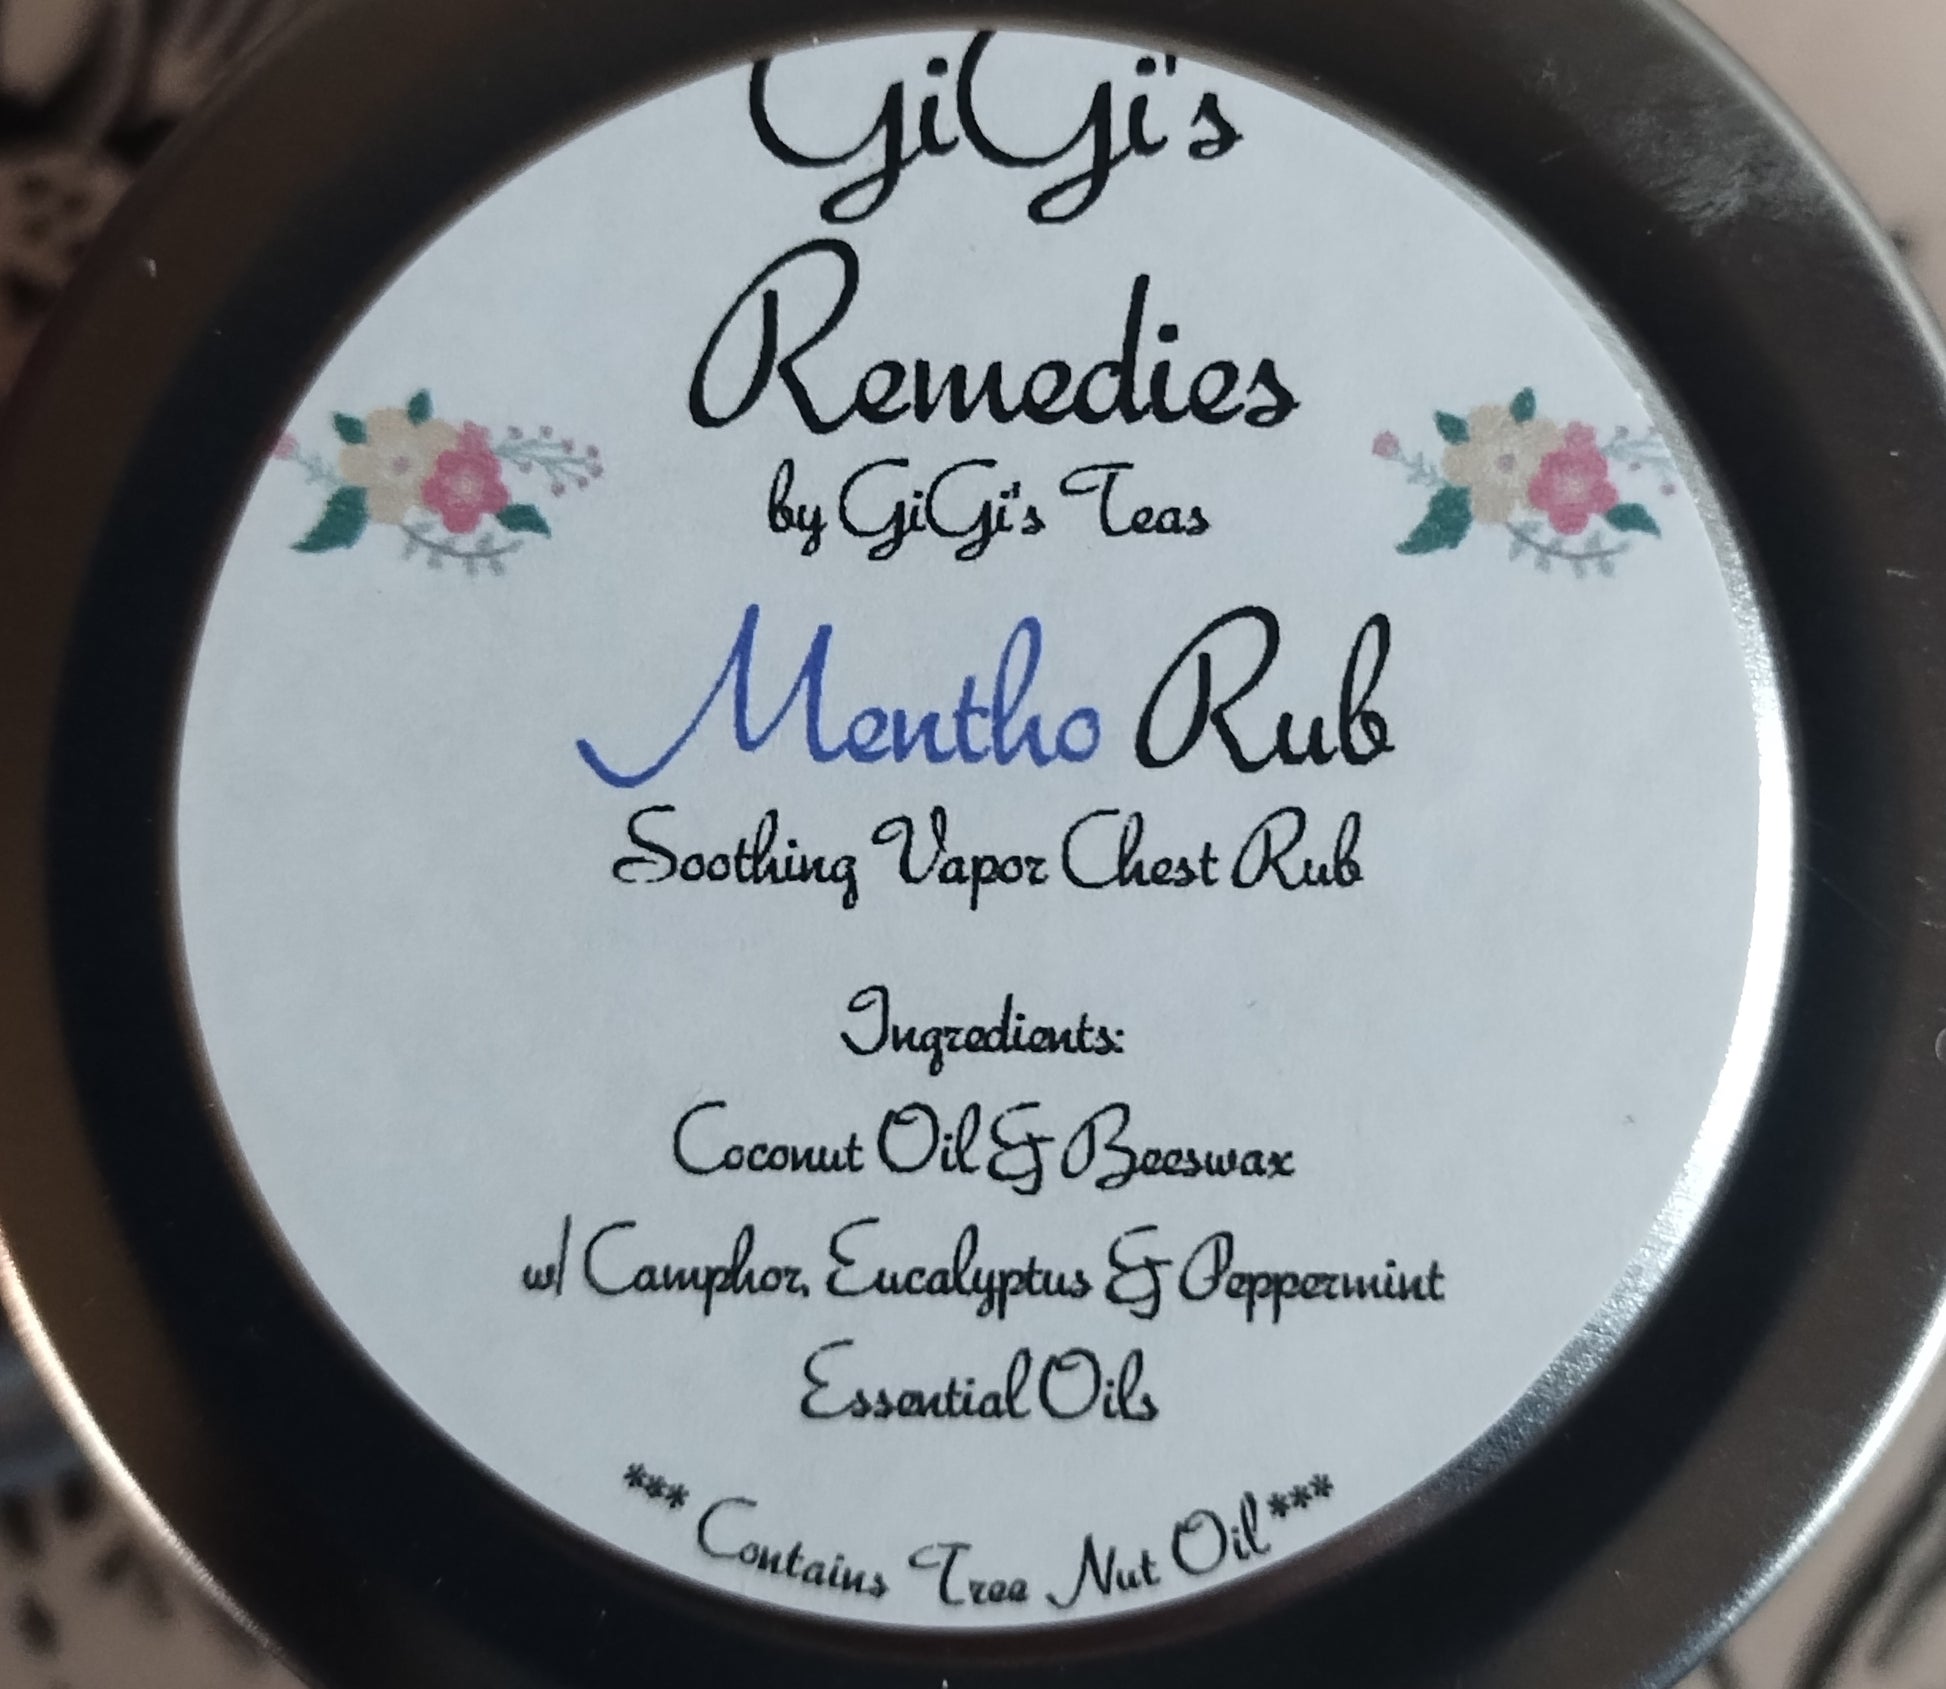 GiGi's
Remedies
by GiGi's Teas
Mentho Rub
Soothing Vapor Chest Rub
Ingredients:
Coconut Oil & Beeswax
w/ Camphor, Eucalyptus & Peppermint
Essential Oils
*** Contains Tree Nut Oil ***